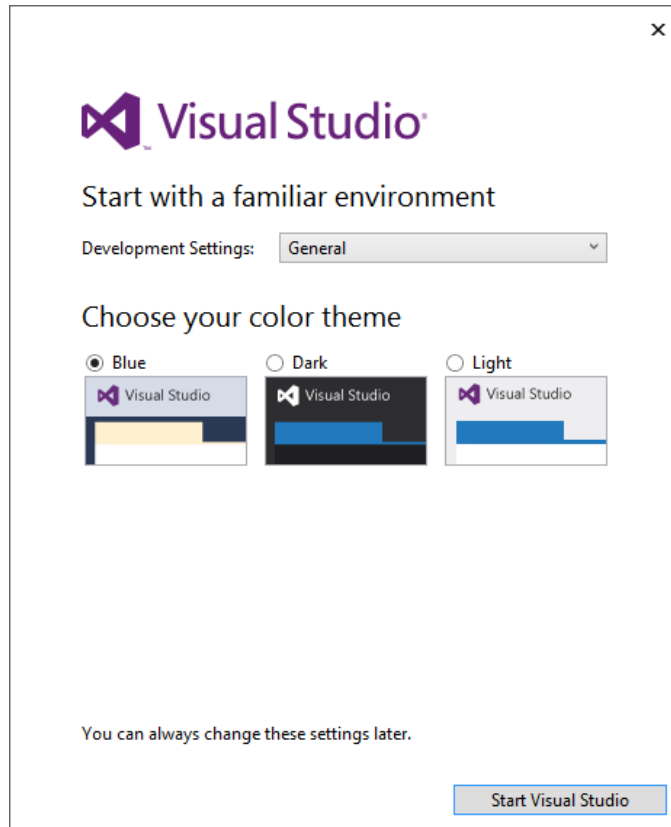 Visual Studio®
™
Start with a familiar environment
Development Settings: General
Choose your color theme
Blue Dark Light
Visual Studio Visual Studio Visual Studio
You can always change these settings later.
Start Visual Studio